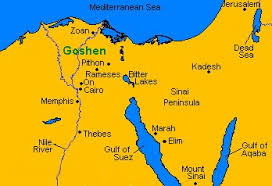 Mediterranean Sea
Jerusalem
Zoan
Goshen
Dead
Sea
Pithon
Rameses
Bitter
Lakes
Kadesh
On
Cairo
Sinai
Peninsula
Memphis
Thebes
Marah
Elim
Nile
River
Gulf of
Suez
Gulf of
Aqaba
Mount
Sinai